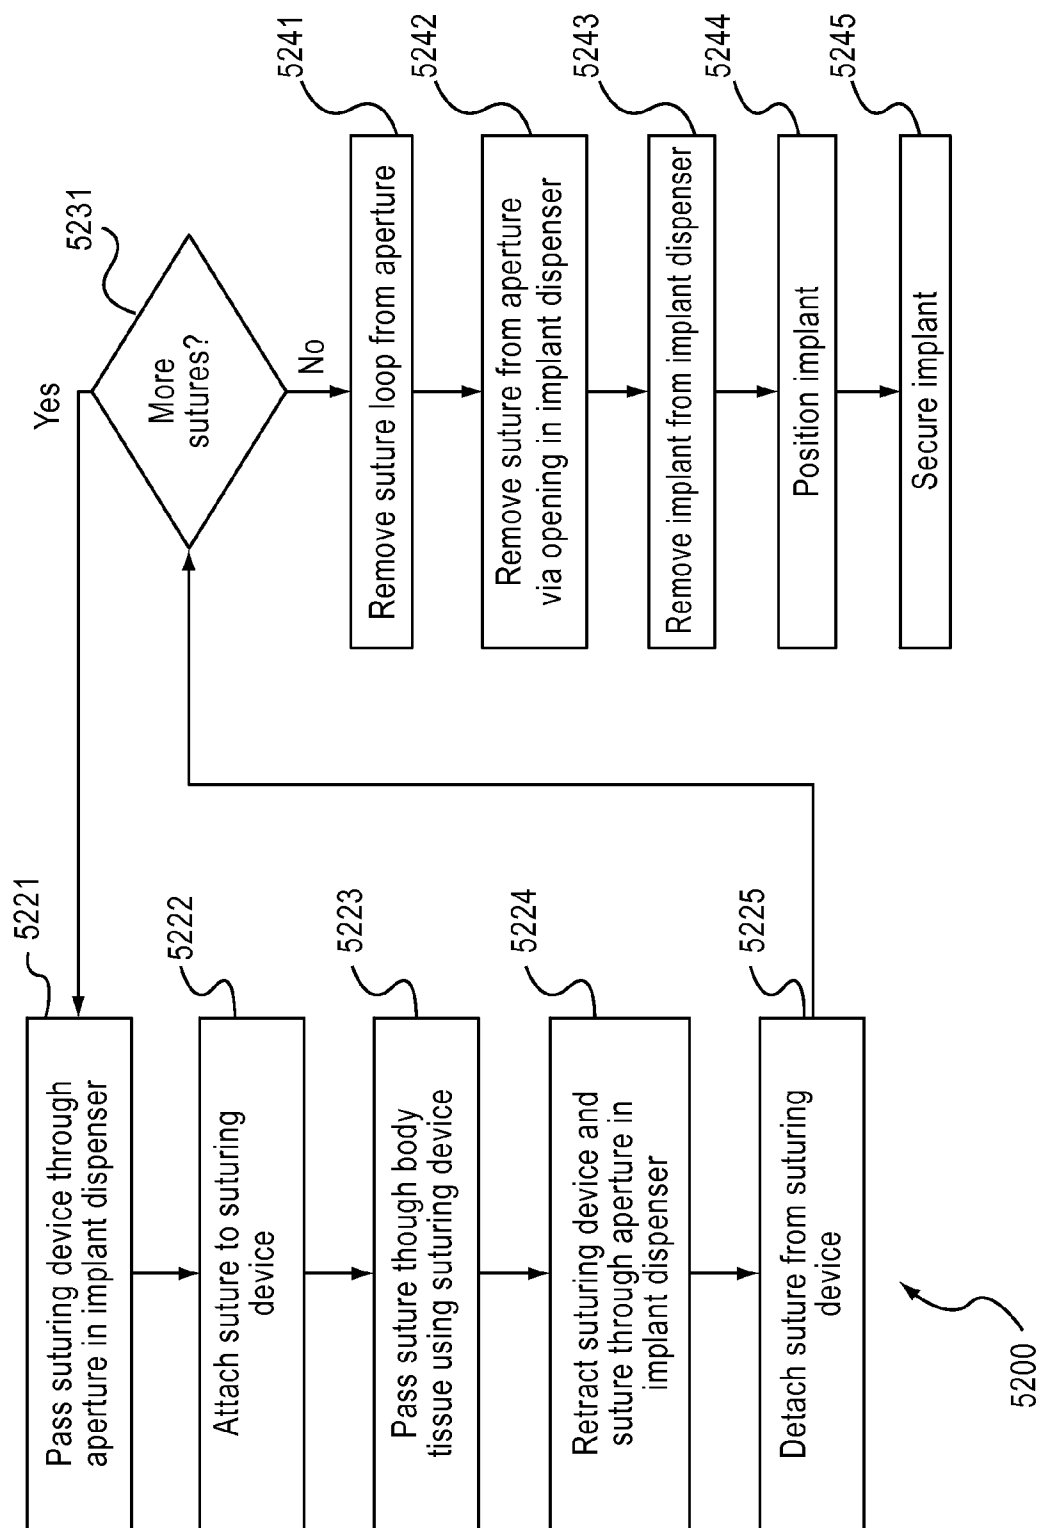 5221
Pass suturing device through
aperture in implant dispenser
5222
Attach suture to suturing
device
5223
Pass suture though body
tissue using suturing device
5224
Retract suturing device and
suture through aperture in
implant dispenser
5225
Detach suture from suturing
device
5200
Yes
5231
More
sutures?
No
5241
Remove suture loop from aperture
5242
Remove suture from aperture
via opening in implant dispenser
5243
Remove implant from implant dispenser
5244
Position implant
5245
Secure implant